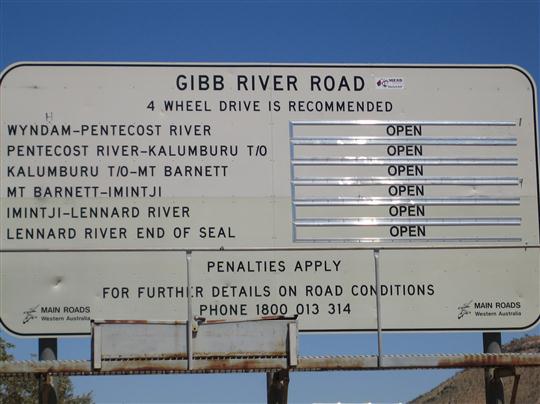 GIBB RIVER ROAD
4 WHEEL DRIVE IS RECOMMENDED
WYNDAM-PENTECOST RIVER OPEN
PENTECOST RIVER-KALUMBURU T/O OPEN
KALUMBURU T/O-MT BARNETT OPEN
MT BARNETT-IMINTJI OPEN
IMINTJI-LENNARD RIVER OPEN
LENNARD RIVER END OF SEAL OPEN
PENALTIES APPLY
FOR FURTHER DETAILS ON ROAD CONDITIONS
PHONE 1800 013 314
MAIN ROADS
Western Australia
MAIN ROADS
Western Australia